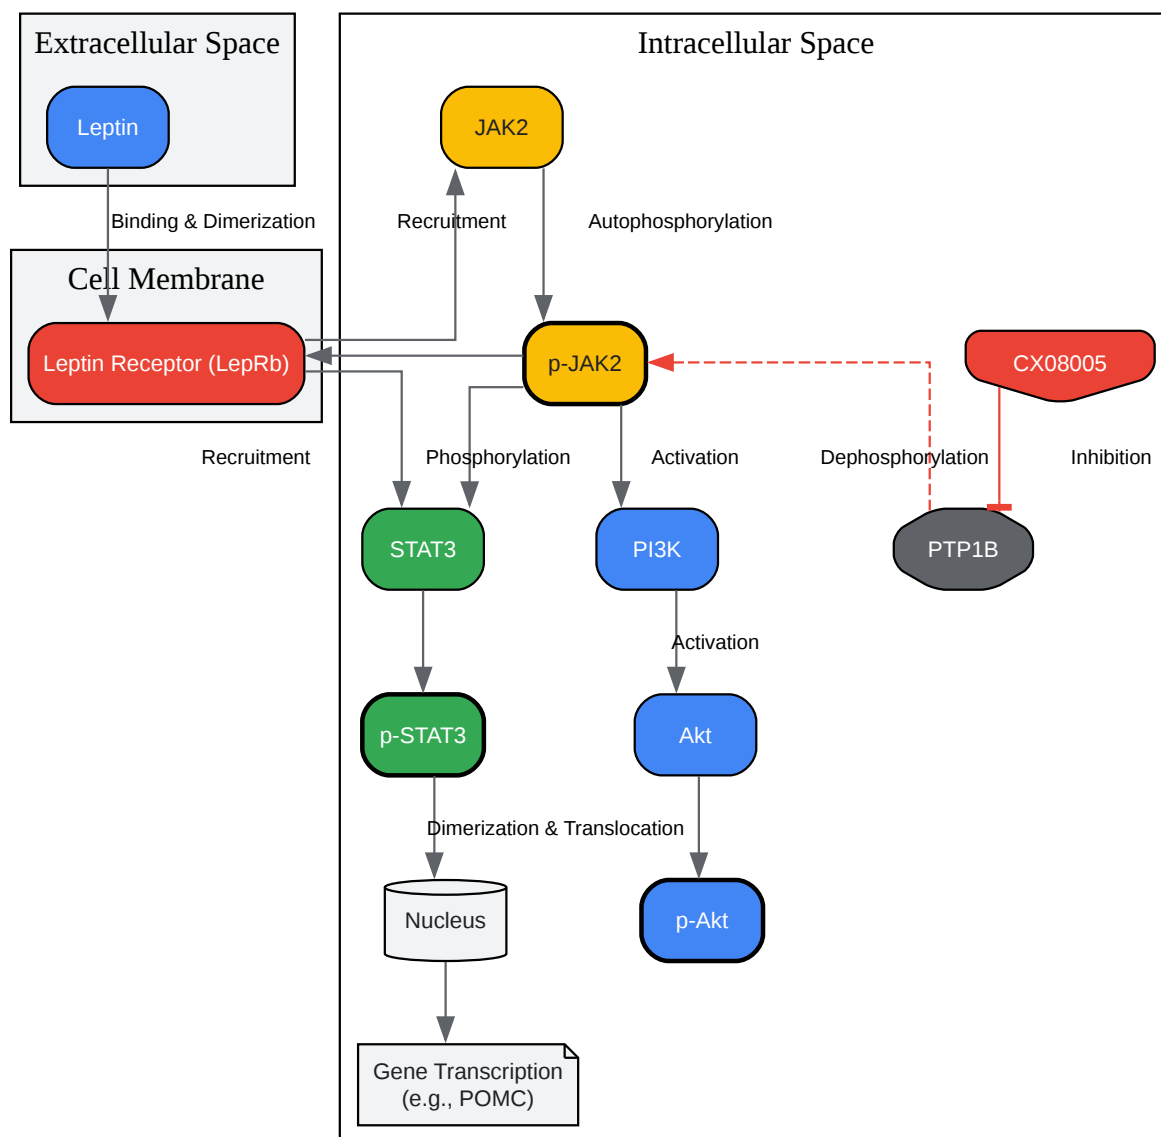 Extracellular Space
Intracellular Space
Leptin
JAK2
Binding & Dimerization
Recruitment
Autophosphorylation
Cell Membrane
Leptin Receptor (LepRb)
p-JAK2
CX08005
Recruitment
Phosphorylation
Activation
Dephosphorylation
Inhibition
STAT3
PI3K
PTP1B
Activation
p-STAT3
Akt
Dimerization & Translocation
Nucleus
p-Akt
Gene Transcription
(e.g., POMC)